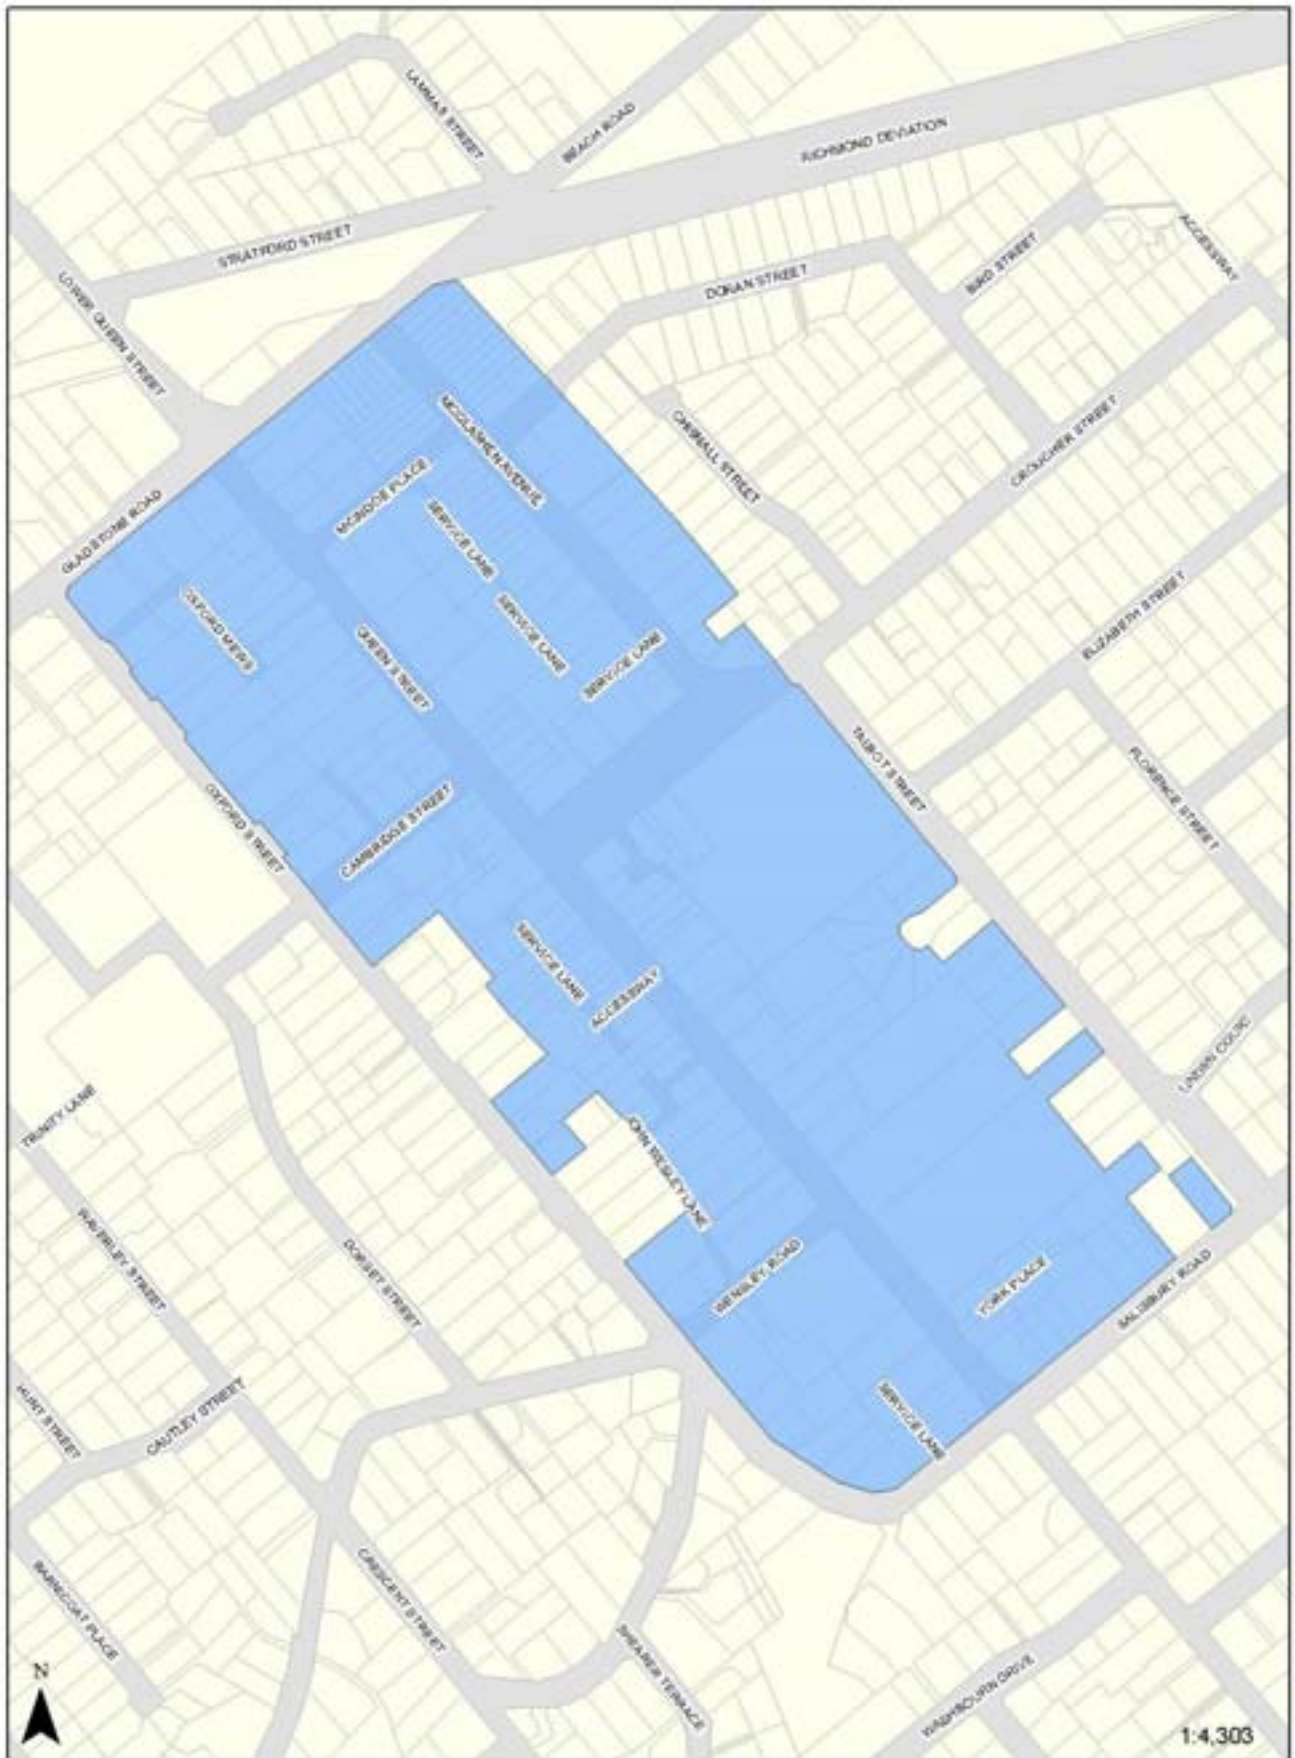 LAMMAS STREET
BEACH ROAD
RICHMOND DEVIATION
STRATFORD STREET
ACCESSWAY
BIRD STREET
DORAN STREET
LOWER QUEEN STREET
MCGLASHEN AVENUE
CHISNALL STREET
CROUCHER STREET
MCINDOE PLACE
GLADSTONE ROAD
SERVICE LANE
SERVICE LANE
SERVICE LANE
OXFORD MEWS
QUEEN STREET
ELIZABETH STREET
TALBOT STREET
FLORENCE STREET
OXFORD STREET
CAMBRIDGE STREET
SERVICE LANE
ACCESSWAY
TRINITY LANE
JOHN WESLEY LANE
WAVERLEY STREET
DORSET STREET
WENSLEY ROAD
YORK PLACE
SALISBURY ROAD
HUNT STREET
CAUTLEY STREET
SERVICE LANE
CRESCENT STREET
PLACE
SHEARER TERRACE
WASHBOURN DRIVE
N
1:4,303